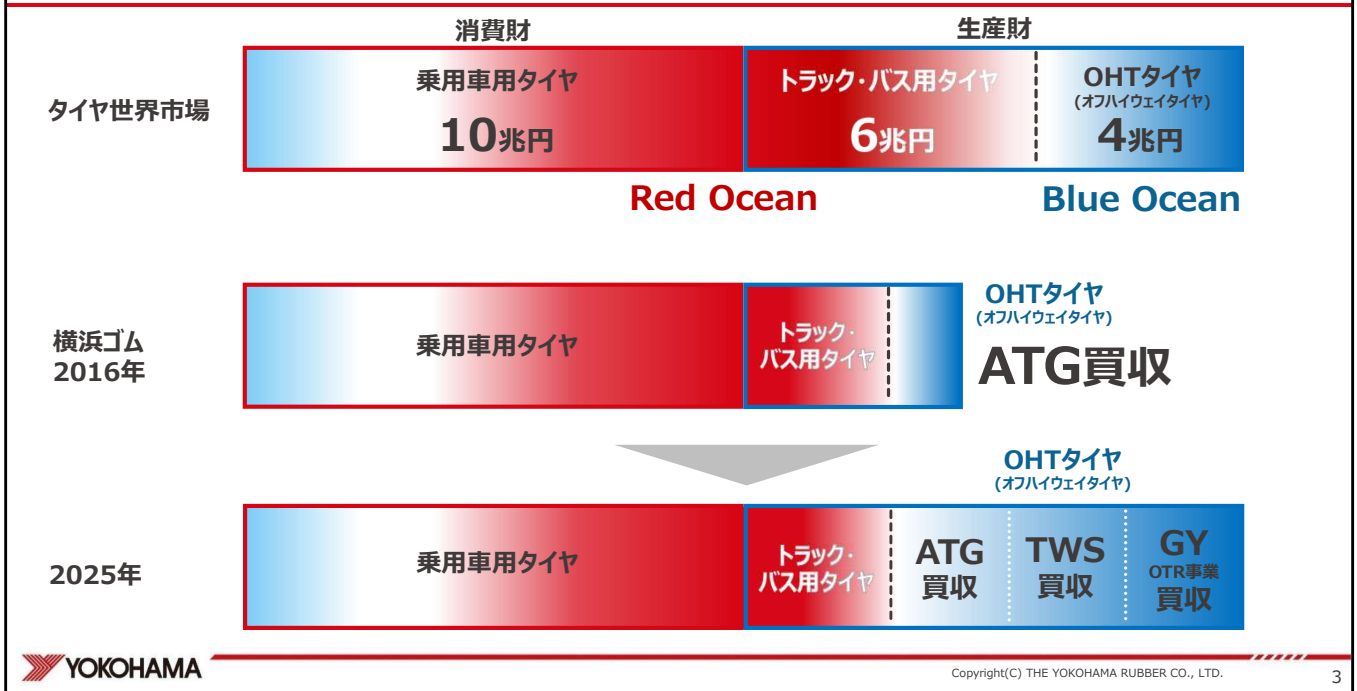 消費財
生産財
タイヤ世界市場
乗用車用タイヤ
10兆円
トラック・バス用タイヤ
6兆円
OHTタイヤ
(オフハイウェイタイヤ)
4兆円
Red Ocean
Blue Ocean
横浜ゴム
2016年
乗用車用タイヤ
トラック・
バス用タイヤ
OHTタイヤ
(オフハイウェイタイヤ)
ATG買収
OHTタイヤ
(オフハイウェイタイヤ)
2025年
乗用車用タイヤ
トラック・
バス用タイヤ
ATG
買収
TWS
買収
GY
OTR事業
買収
YOKOHAMA
Copyright(C) THE YOKOHAMA RUBBER CO., LTD.
3